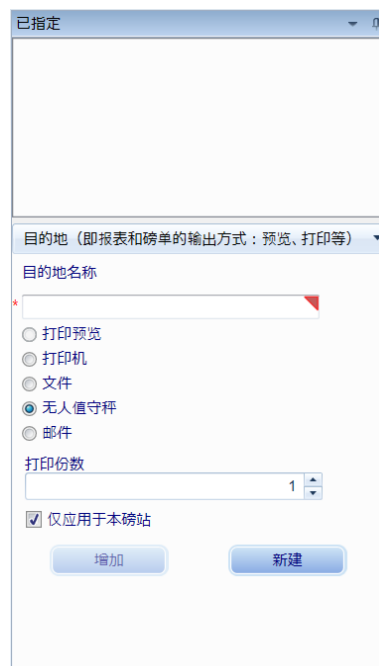 已指定
目的地（即报表和磅单的输出方式：预览、打印等）
目的地名称
*
打印预览
打印机
文件
无人值守秤
邮件
打印份数
1
仅应用于本磅站
增加
新建